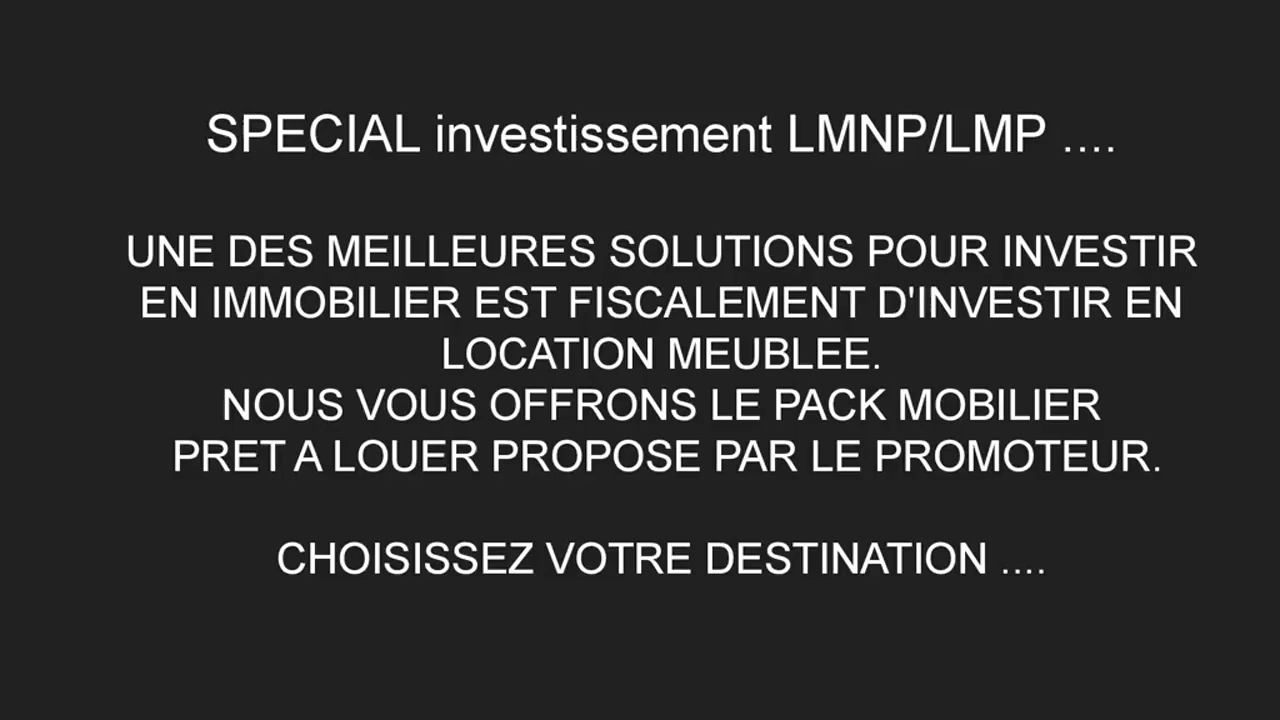 SPECIAL investissement LMNP/LMP ....
UNE DES MEILLEURES SOLUTIONS POUR INVESTIR
EN IMMOBILIER EST FISCALEMENT D'INVESTIR EN
LOCATION MEUBLEE.
NOUS VOUS OFFRONS LE PACK MOBILIER
PRET A LOUER PROPOSE PAR LE PROMOTEUR.
CHOISISSEZ VOTRE DESTINATION ....